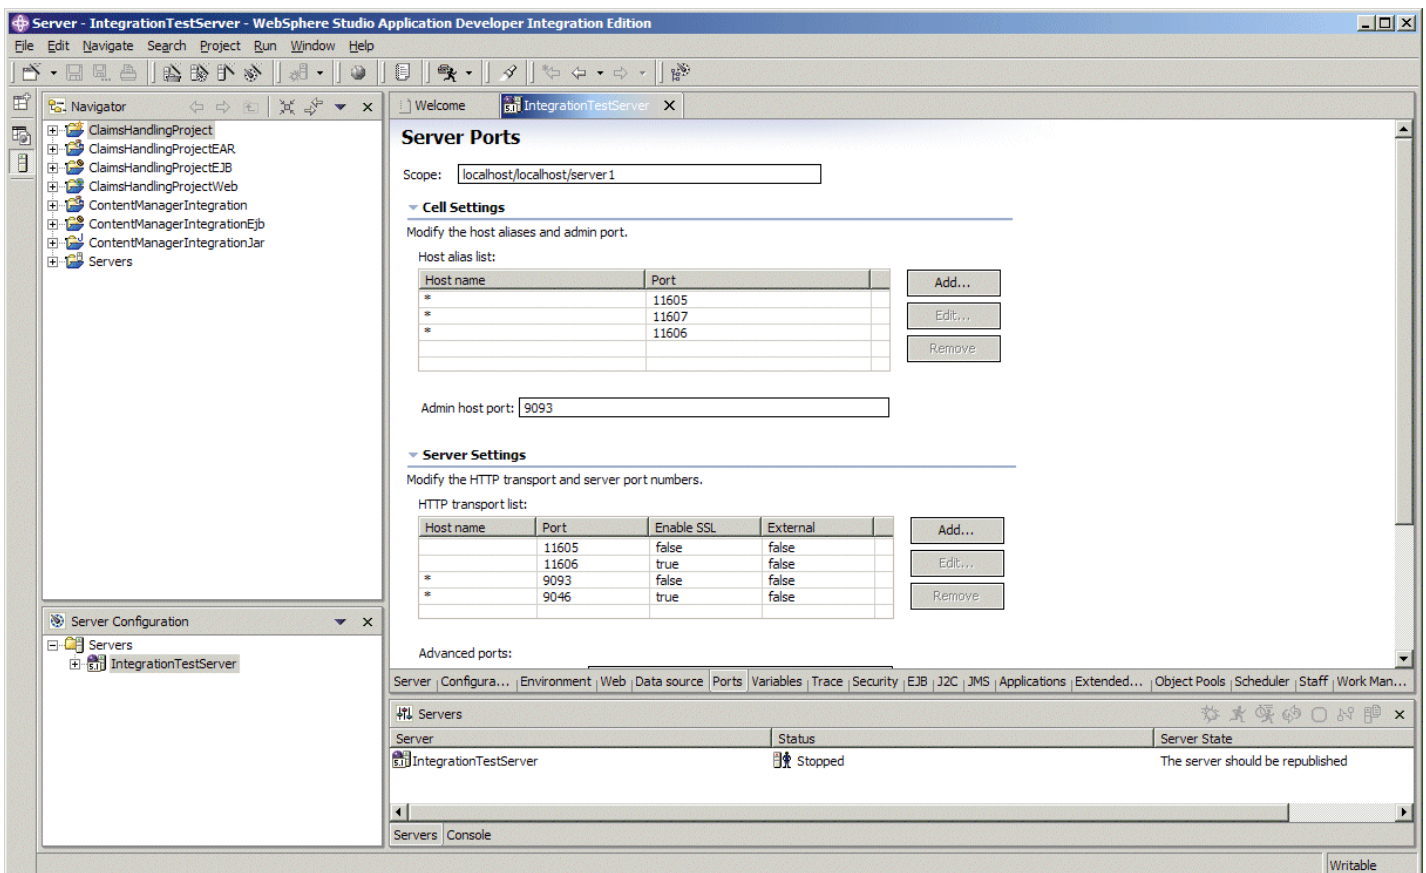 Server - IntegrationTestServer - WebSphere Studio Application Developer Integration Edition
File Edit Navigate Search Project Run Window Help
Navigator
ClaimsHandlingProject
ClaimsHandlingProjectEAR
ClaimsHandlingProjectEJB
ClaimsHandlingProjectWeb
ContentManagerIntegration
ContentManagerIntegrationEjb
ContentManagerIntegrationJar
Servers
Server Configuration
Servers
IntegrationTestServer
Welcome IntegrationTestServer
Server Ports
Scope: localhost/localhost/server1
Cell Settings
Modify the host aliases and admin port.
Host alias list:
Host name Port
* 11605
* 11607
* 11606
Add...
Edit...
Remove
Admin host port: 9093
Server Settings
Modify the HTTP transport and server port numbers.
HTTP transport list:
Host name Port Enable SSL External
11605 false false
11606 true false
* 9093 false false
* 9046 true false
Add...
Edit...
Remove
Advanced ports:
Server Configura... Environment Web Data source Ports Variables Trace Security EJB J2C JMS Applications Extended... Object Pools Scheduler Staff Work Man...
Servers
Server Status Server State
IntegrationTestServer Stopped The server should be republished
Servers Console
Writable